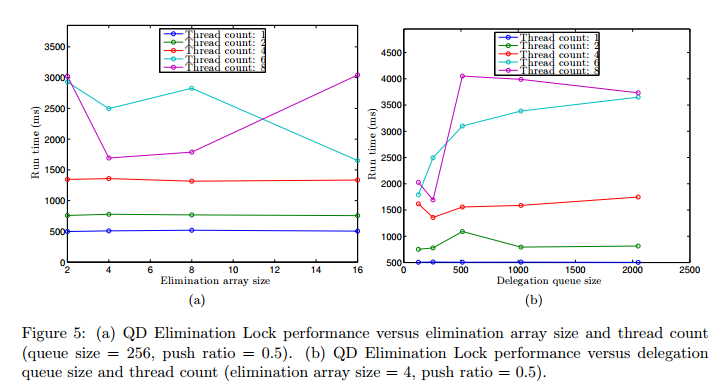 Thread count: 1
Thread count: 2
Thread count: 4
Thread count: 6
Thread count: 8
3500
3000
2500
2000
1500
1000
500
0
Run time (ms)
2 4 6 8 10 12 14 16
Elimination array size
(a)
Thread count: 1
Thread count: 2
Thread count: 4
Thread count: 6
Thread count: 8
4500
4000
3500
3000
2500
2000
1500
1000
500
Run time (ms)
0 500 1000 1500 2000 2500
Delegation queue size
(b)
Figure 5: (a) QD Elimination Lock performance versus elimination array size and thread count
(queue size = 256, push ratio = 0.5). (b) QD Elimination Lock performance versus delegation
queue size and thread count (elimination array size = 4, push ratio = 0.5).